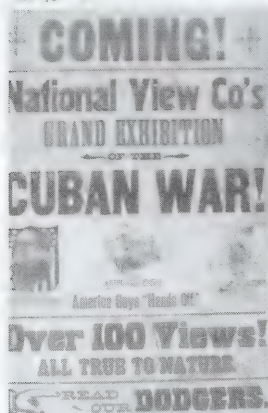 COMING!
National View Co's
GRAND EXHIBITION
OF THE
CUBAN WAR!
America Says "Hands Off"
Over 100 Views!
ALL TRUE TO NATURE.
READ
OUR DODGERS.